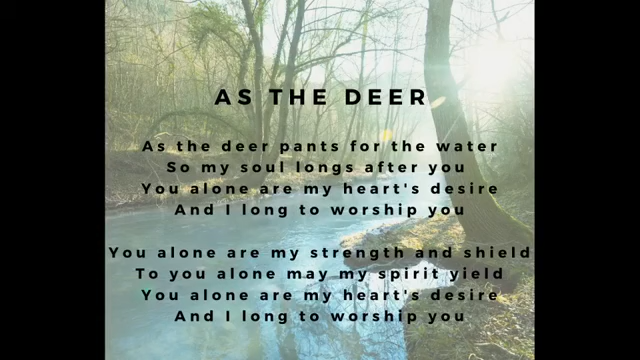 AS THE DEER
As the deer pants for the water
So my soul longs after you
You alone are my heart's desire
And I long to worship you
You alone are my strength and shield
To you alone may my spirit yield
You alone are my heart's desire
And I long to worship you